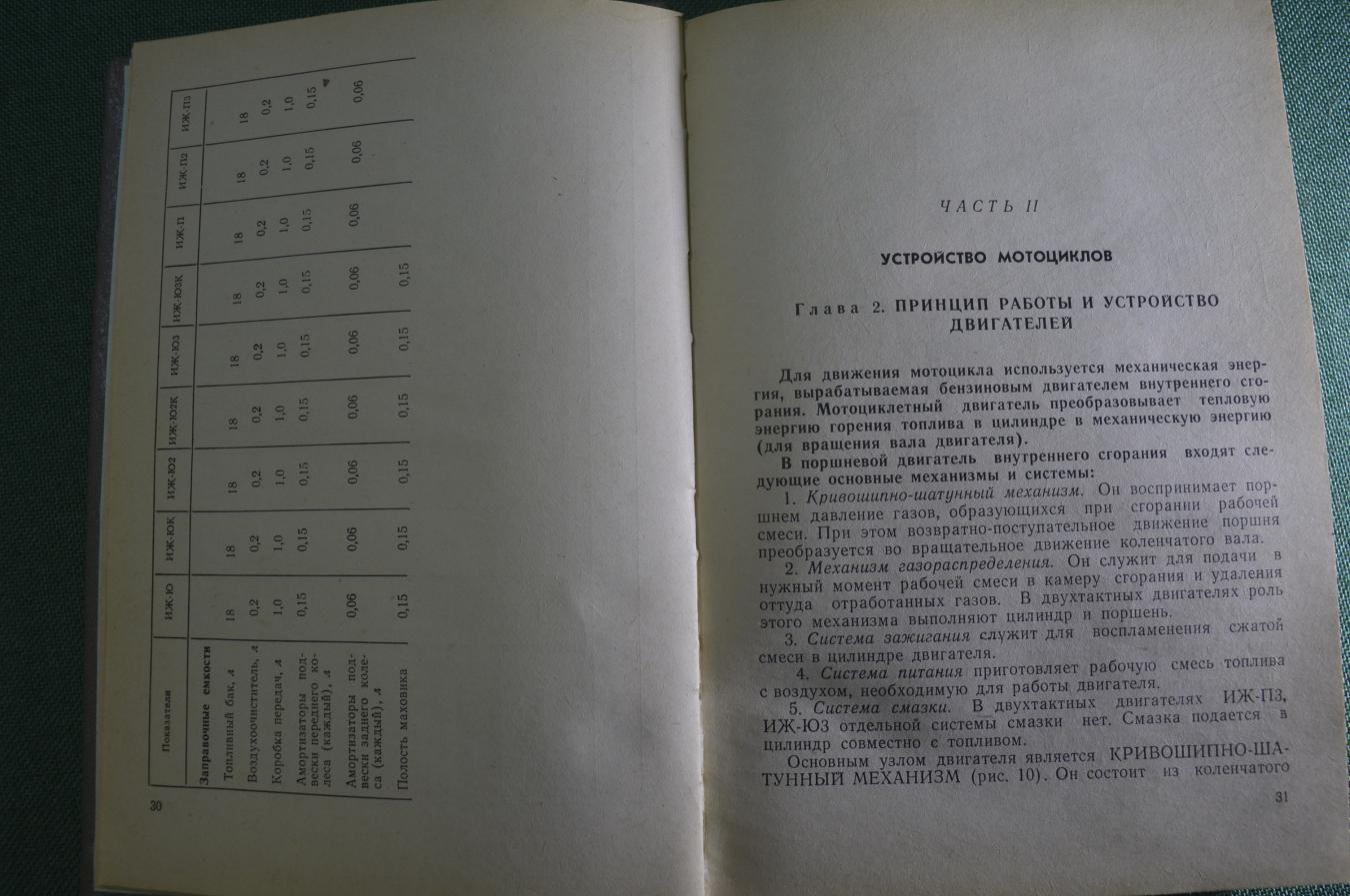 Показатели ИЖ-Ю ИЖ-ЮК ИЖ-Ю2 ИЖ-Ю2К ИЖ-Ю3 ИЖ-Ю3К ИЖ-П ИЖ-П2 ИЖ-П3
Заправочные емкости
Топливный бак, л 18 18 18 18 18 18 18 18 18
Воздухоочиститель, л 0,2 0,2 0,2 0,2 0,2 0,2 0,2 0,2 0,2
Коробка передач, л 1,0 1,0 1,0 1,0 1,0 1,0 1,0 1,0 1,0
Амортизаторы под-
вески переднего ко-
леса (каждый), л 0,15 0,15 0,15 0,15 0,15 0,15 0,15 0,15 0,15
Амортизаторы под-
вески заднего коле-
са (каждый), л 0,06 0,06 0,06 0,06 0,06 0,06 0,06 0,06 0,06
Полость маховика 0,15 0,15 0,15 0,15 0,15 0,15
30
ЧАСТЬ II
УСТРОЙСТВО МОТОЦИКЛОВ
Глава 2. ПРИНЦИП РАБОТЫ И УСТРОЙСТВО
ДВИГАТЕЛЕЙ
Для движения мотоцикла используется механическая энер-
гия, вырабатываемая бензиновым двигателем внутреннего сго-
рания. Мотоциклетный двигатель преобразовывает тепловую
энергию горения топлива в цилиндре в механическую энергию
(для вращения вала двигателя).
В поршневой двигатель внутреннего сгорания входят сле-
дующие основные механизмы и системы:
1. Кривошипно-шатунный механизм. Он воспринимает пор-
шнем давление газов, образующихся при сгорании рабочей
смеси. При этом возвратно-поступательное движение поршня
преобразуется во вращательное движение коленчатого вала.
2. Механизм газораспределения. Он служит для подачи в
нужный момент рабочей смеси в камеру сгорания и удаления
оттуда отработанных газов. В двухтактных двигателях роль
этого механизма выполняют цилиндр и поршень.
3. Система зажигания служит для воспламенения сжатой
смеси в цилиндре двигателя.
4. Система питания приготовляет рабочую смесь топлива
с воздухом, необходимую для работы двигателя.
5. Система смазки. В двухтактных двигателях ИЖ-П3,
ИЖ-Ю3 отдельной системы смазки нет. Смазка подается в
цилиндр совместно с топливом.
Основным узлом двигателя является КРИВОШИПНО-ША-
ТУННЫЙ МЕХАНИЗМ (рис. 10). Он состоит из коленчатого
31